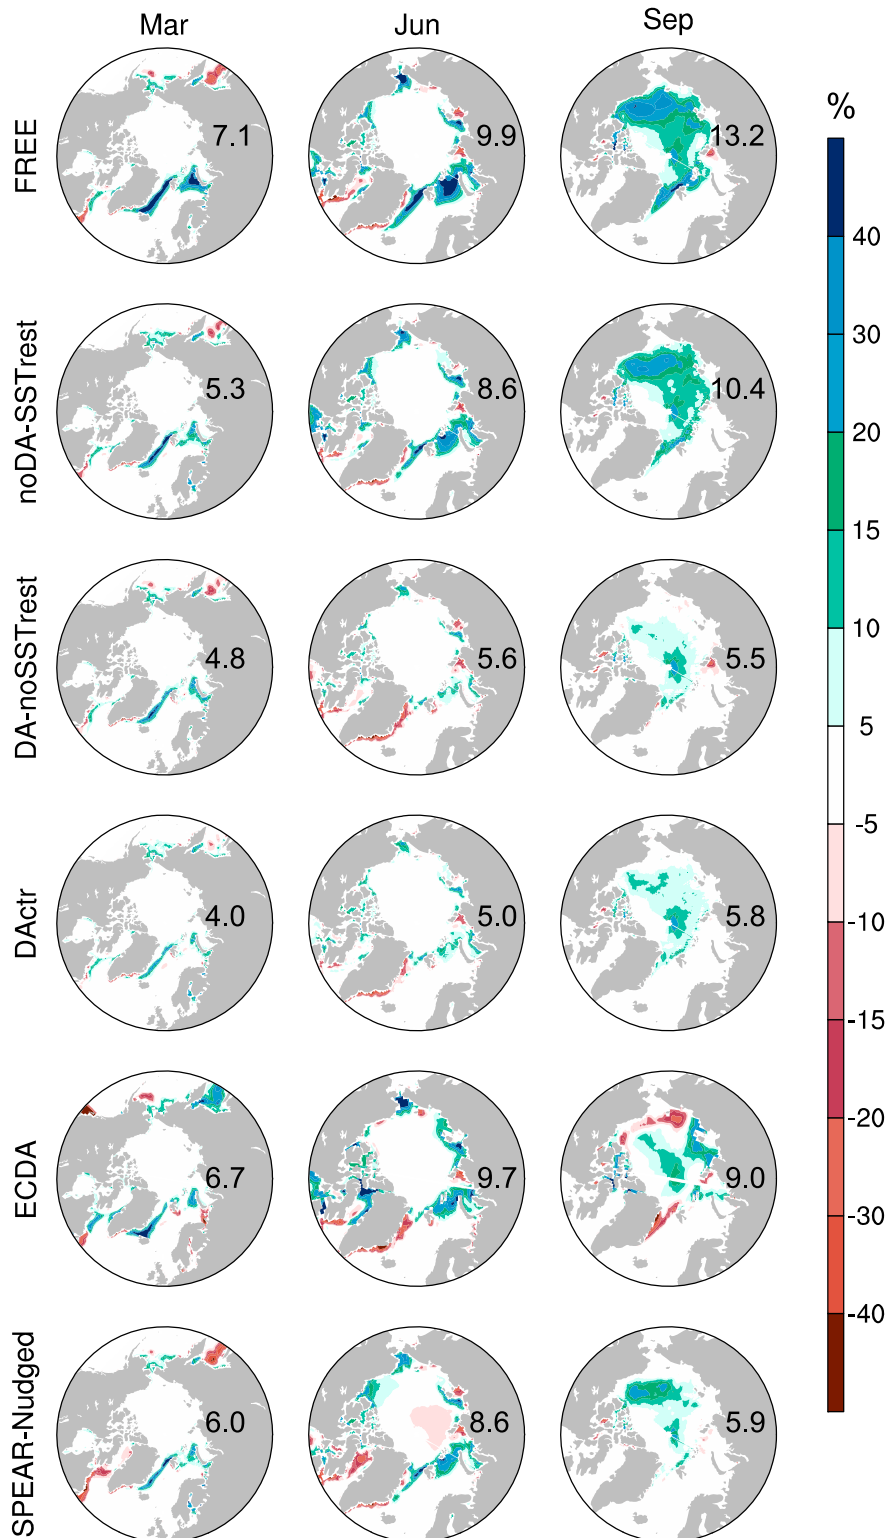 Mar Jun Sep
%
FREE 7.1 9.9 13.2
noDA-SSTrest 5.3 8.6 10.4
DA-noSSTrest 4.8 5.6 5.5
DActr 4.0 5.0 5.8
ECDA 6.7 9.7 9.0
SPEAR-Nudged 6.0 8.6 5.9
40
30
20
15
10
5
-5
-10
-15
-20
-30
-40